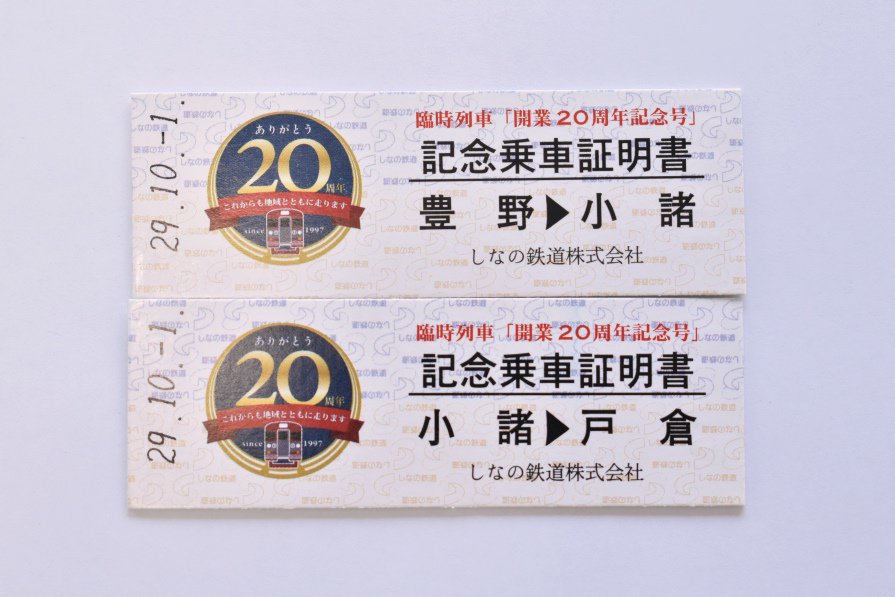 29.10.-1.
ありがとう
20周年
これからも地域とともに走ります
since 1997
臨時列車「開業20周年記念号」
記念乗車証明書
豊野▶小諸
しなの鉄道株式会社
29.10.-1.
ありがとう
20周年
これからも地域とともに走ります
since 1997
臨時列車「開業20周年記念号」
記念乗車証明書
小諸▶戸倉
しなの鉄道株式会社